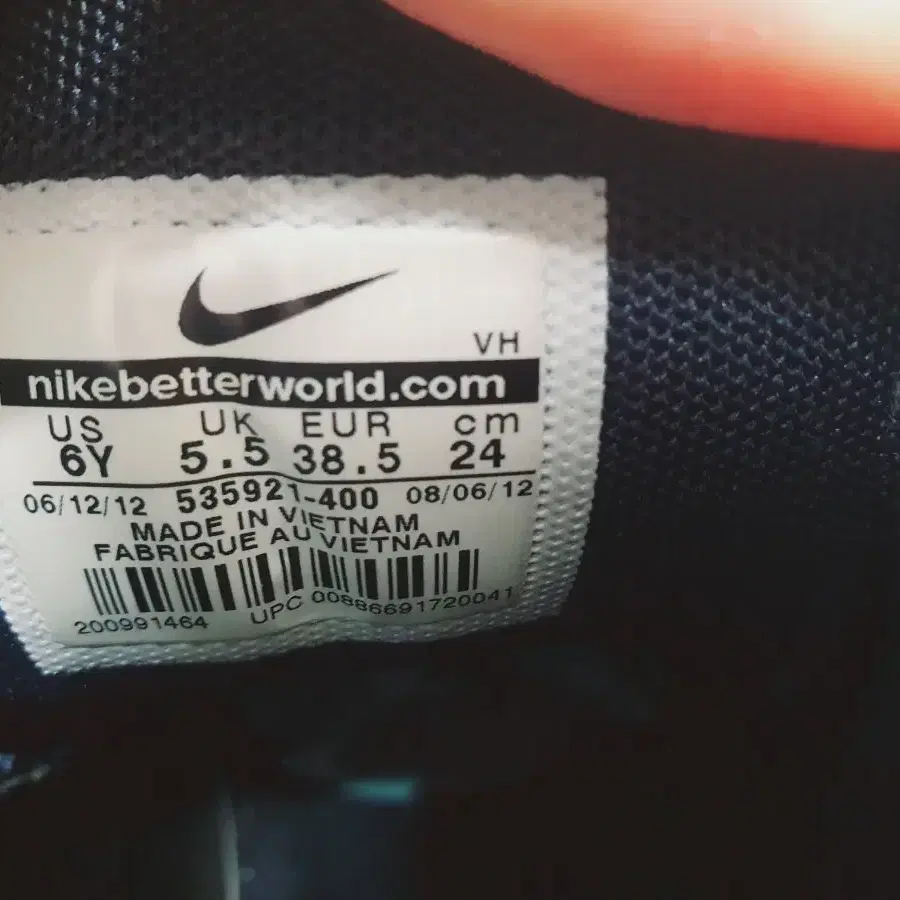 VH
nikebetterworld.com
US UK EUR cm
6Y 5.5 38.5 24
06/12/12 535921-400 08/06/12
MADE IN VIETNAM
FABRIQUE AU VIETNAM
200991464 UPC 00886691720041